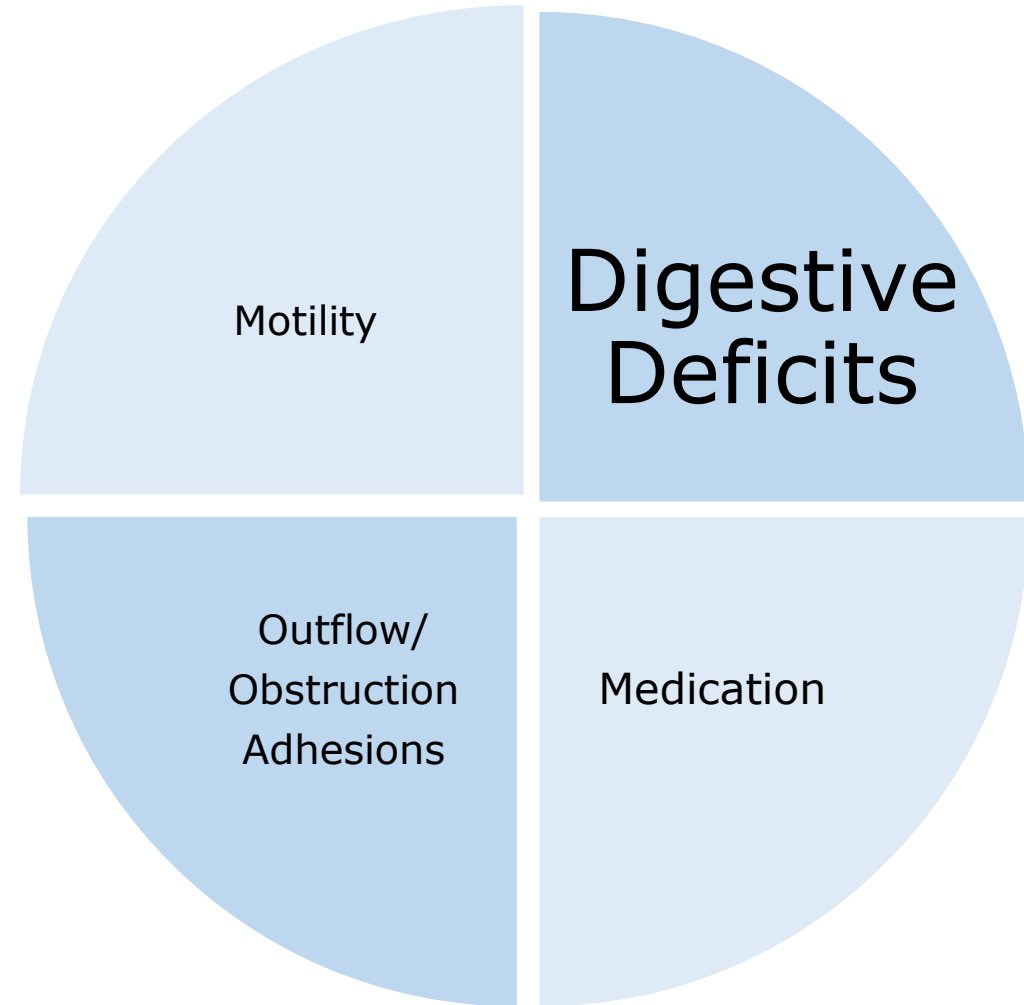 Motility
Digestive
Deficits
Outflow/
Obstruction
Adhesions
Medication